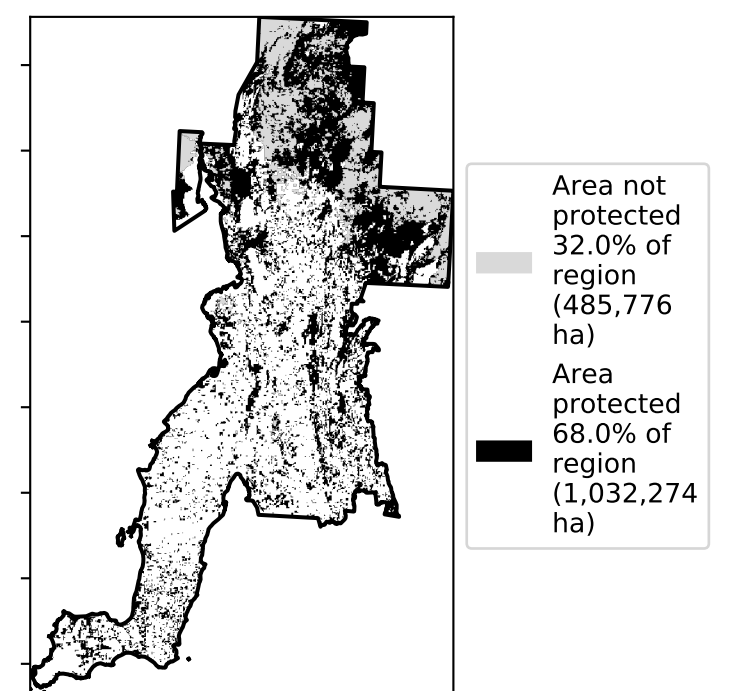 Area not
protected
32.0% of
region
(485,776
ha)
Area
protected
68.0% of
region
(1,032,274
ha)